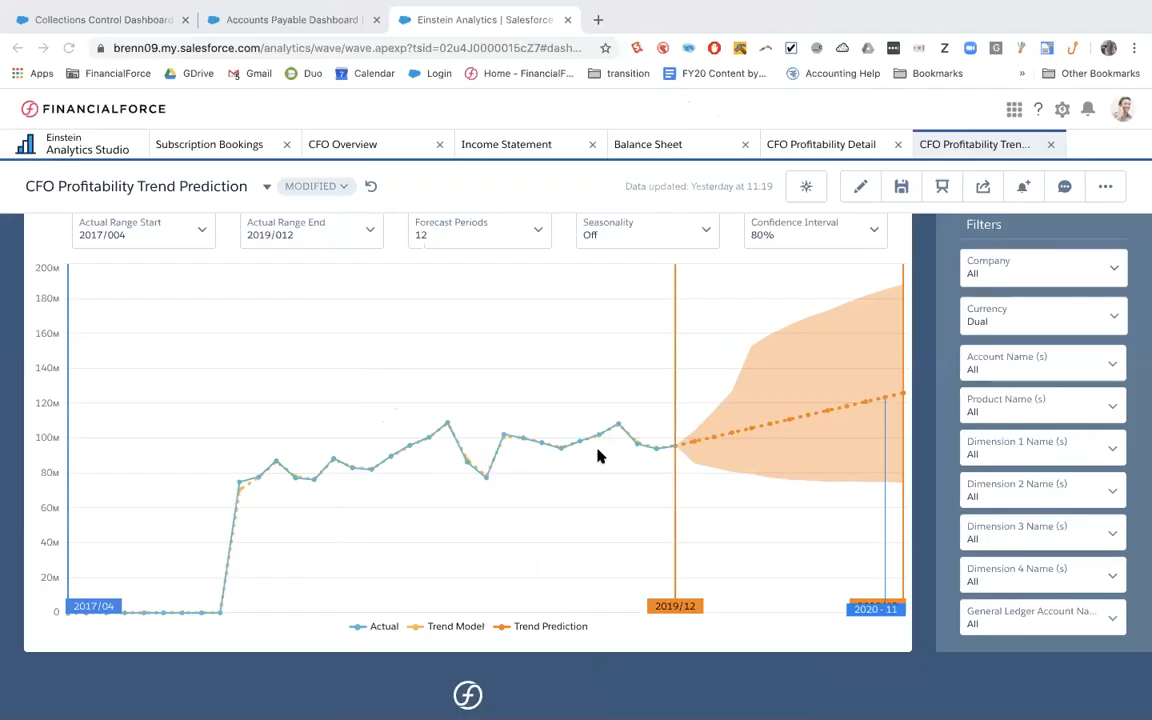 Collections Control Dashboard
Accounts Payable Dashboard
Einstein Analytics | Salesforce
brenn09.my.salesforce.com/analytics/wave/wave.apexp?tsid=02u4J0000015cZ7#dash...
Apps
FinancialForce
GDrive
Gmail
Duo
Calendar
Login
Home - FinancialF...
transition
FY20 Content by...
Accounting Help
Bookmarks
»
Other Bookmarks
FINANCIALFORCE
Einstein
Analytics Studio
Subscription Bookings
CFO Overview
Income Statement
Balance Sheet
CFO Profitability Detail
CFO Profitability Tren...
CFO Profitability Trend Prediction
MODIFIED
Data updated: Yesterday at 11:19
Actual Range Start
2017/004
Actual Range End
2019/012
Forecast Periods
12
Seasonality
Off
Confidence Interval
80%
200M
180M
160M
140M
120M
100M
80M
60M
40M
20M
0
2017/04
2019/12
2020 - 11
Actual
Trend Model
Trend Prediction
Filters
Company
All
Currency
Dual
Account Name (s)
All
Product Name (s)
All
Dimension 1 Name (s)
All
Dimension 2 Name (s)
All
Dimension 3 Name (s)
All
Dimension 4 Name (s)
All
General Ledger Account Na...
All